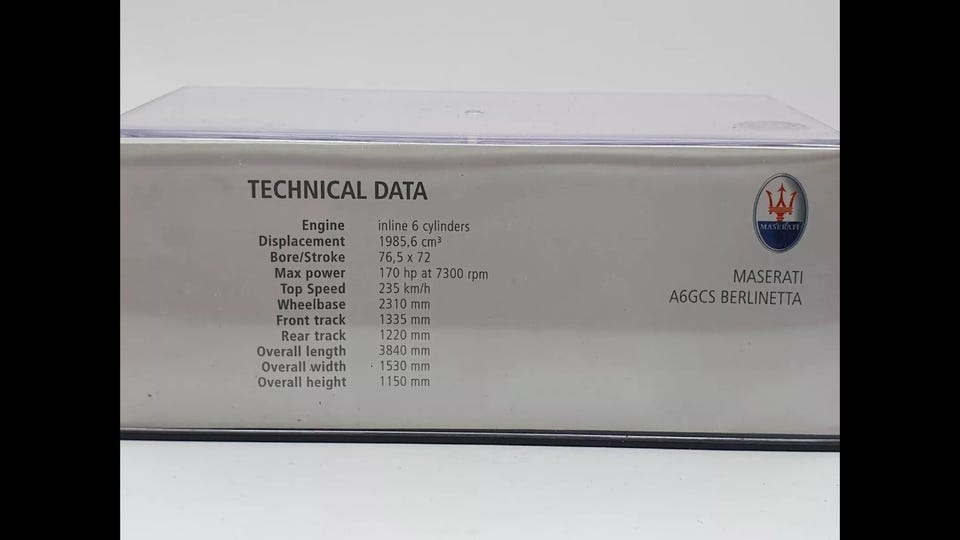 TECHNICAL DATA
Engine inline 6 cylinders
Displacement 1985,6 cm³
Bore/Stroke 76,5 x 72
Max power 170 hp at 7300 rpm
Top Speed 235 km/h
Wheelbase 2310 mm
Front track 1335 mm
Rear track 1220 mm
Overall length 3840 mm
Overall width 1530 mm
Overall height 1150 mm
MASERATI
MASERATI
A6GCS BERLINETTA